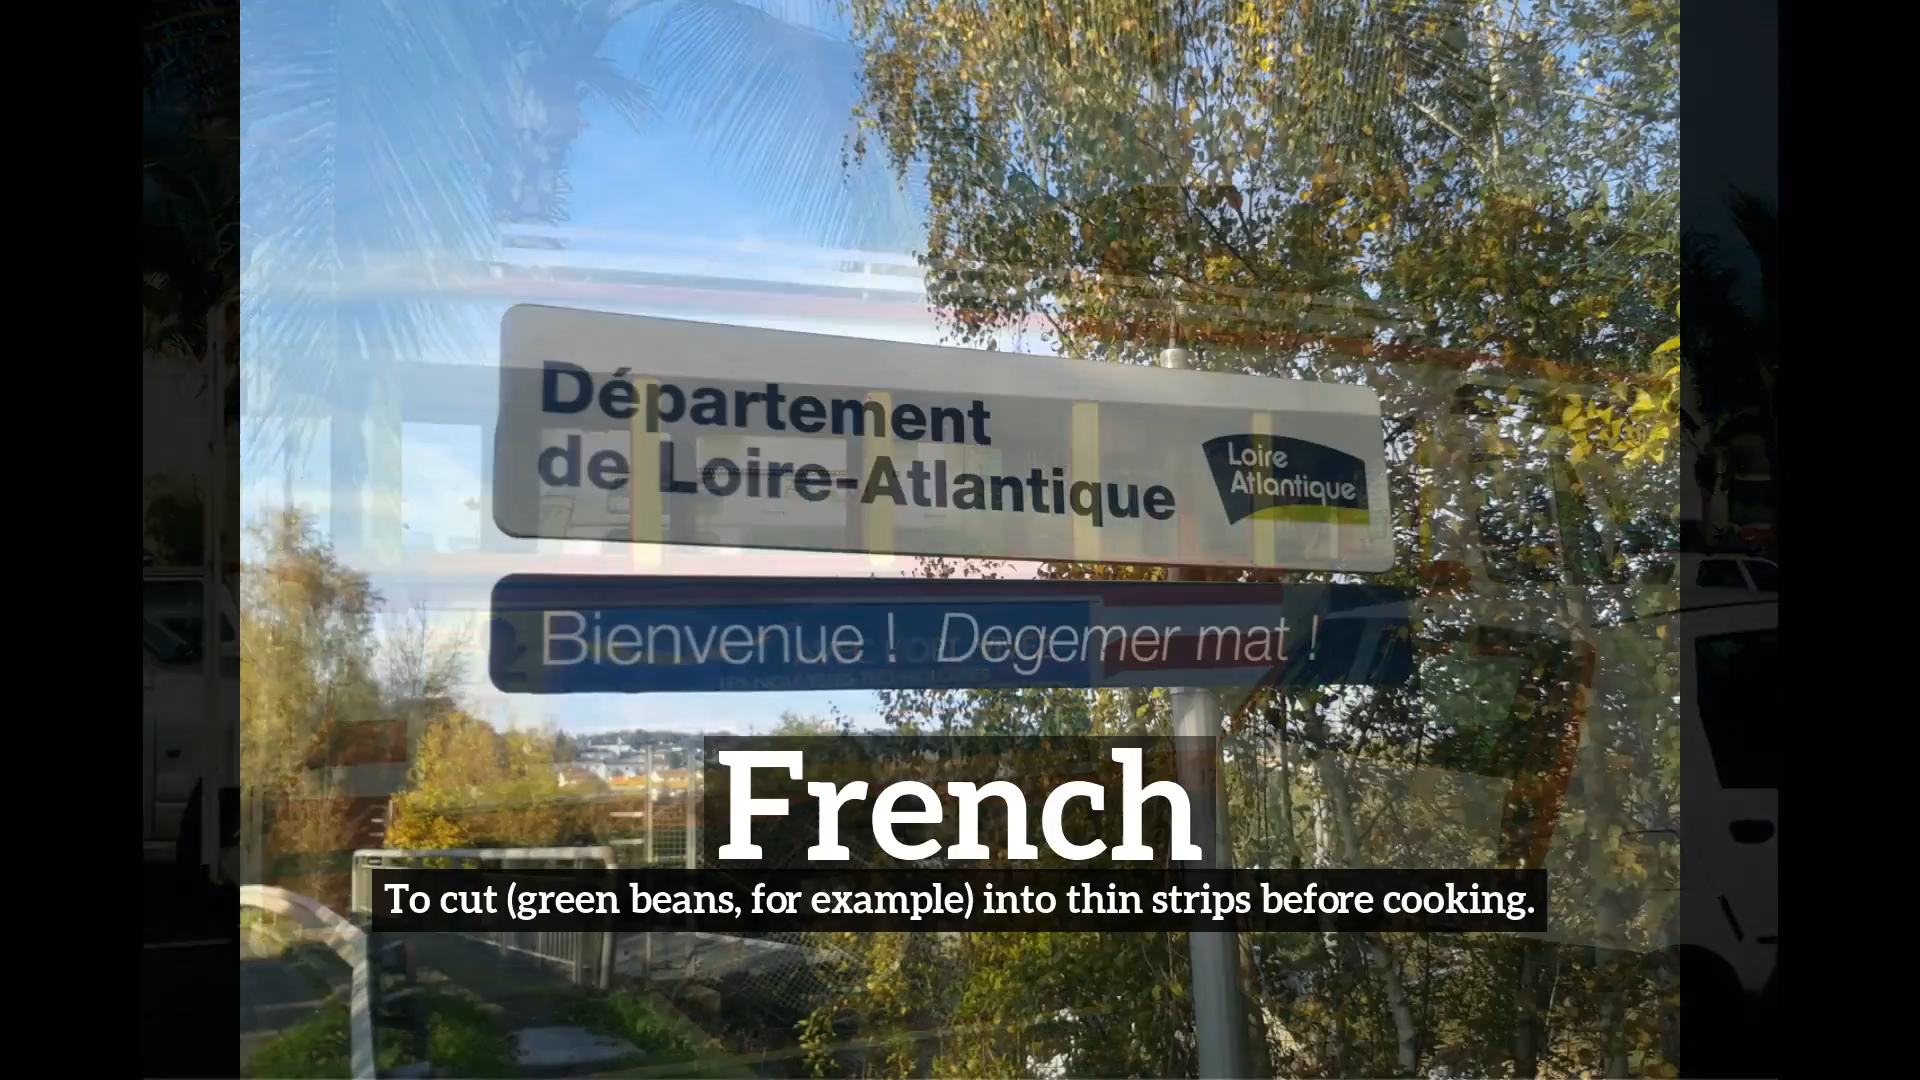 Département
de Loire-Atlantique
Loire
Atlantique
Bienvenue ! Degemer mat !
French
To cut (green beans, for example) into thin strips before cooking.